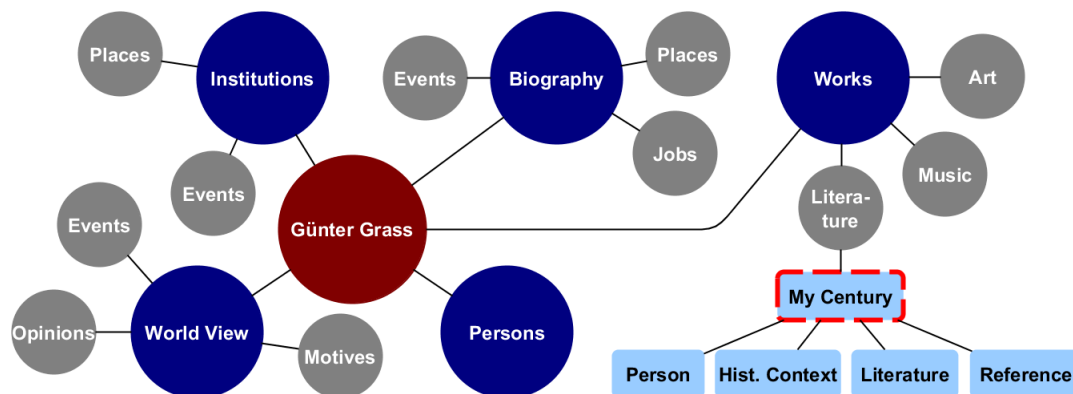 Places
Institutions
Events
Biography
Places
Works
Art
Events
Jobs
Music
Litera-
ture
Events
Günter Grass
My Century
Opinions
World View
Motives
Persons
Person
Hist. Context
Literature
Reference